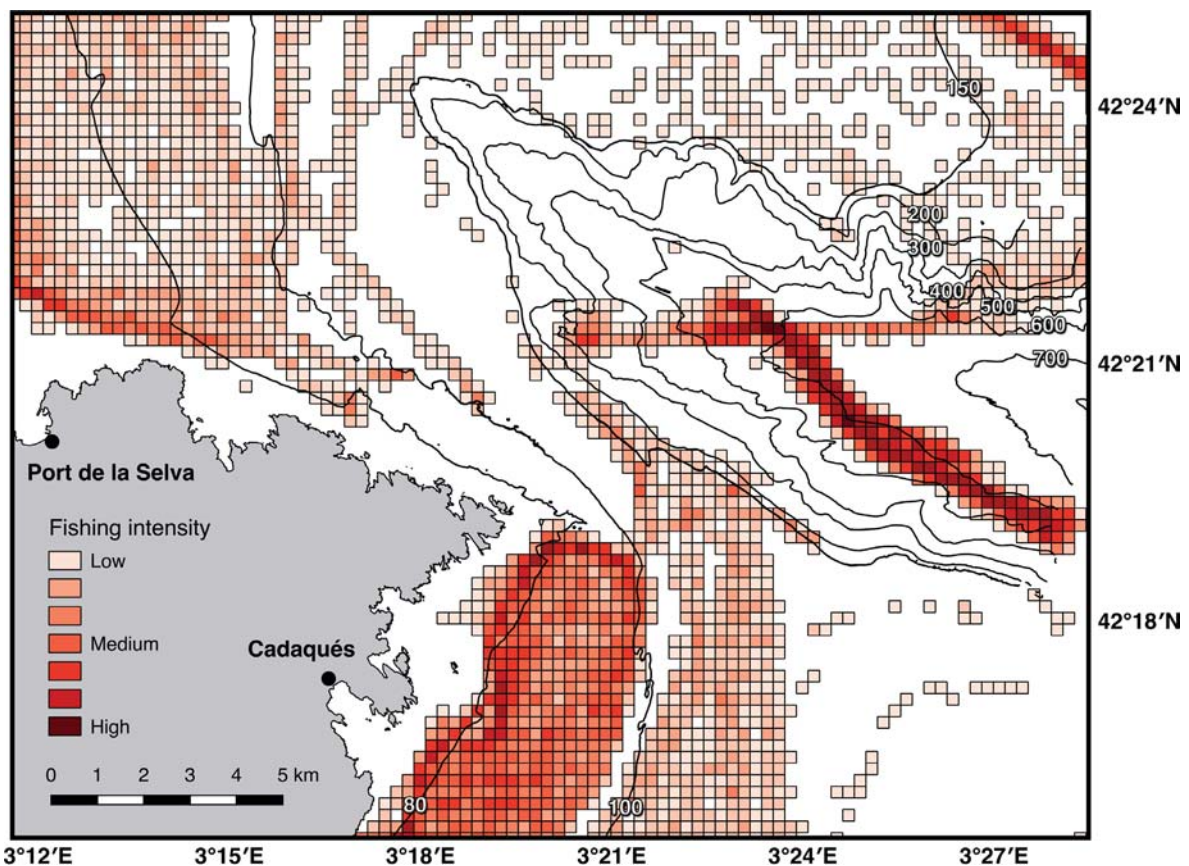 150
42°24′N
200
300
400
500
600
700
42°21′N
Port de la Selva
Fishing intensity
Low
Medium
High
Cadaqués
42°18′N
0 1 2 3 4 5 km
80
100
3°12′E 3°15′E 3°18′E 3°21′E 3°24′E 3°27′E